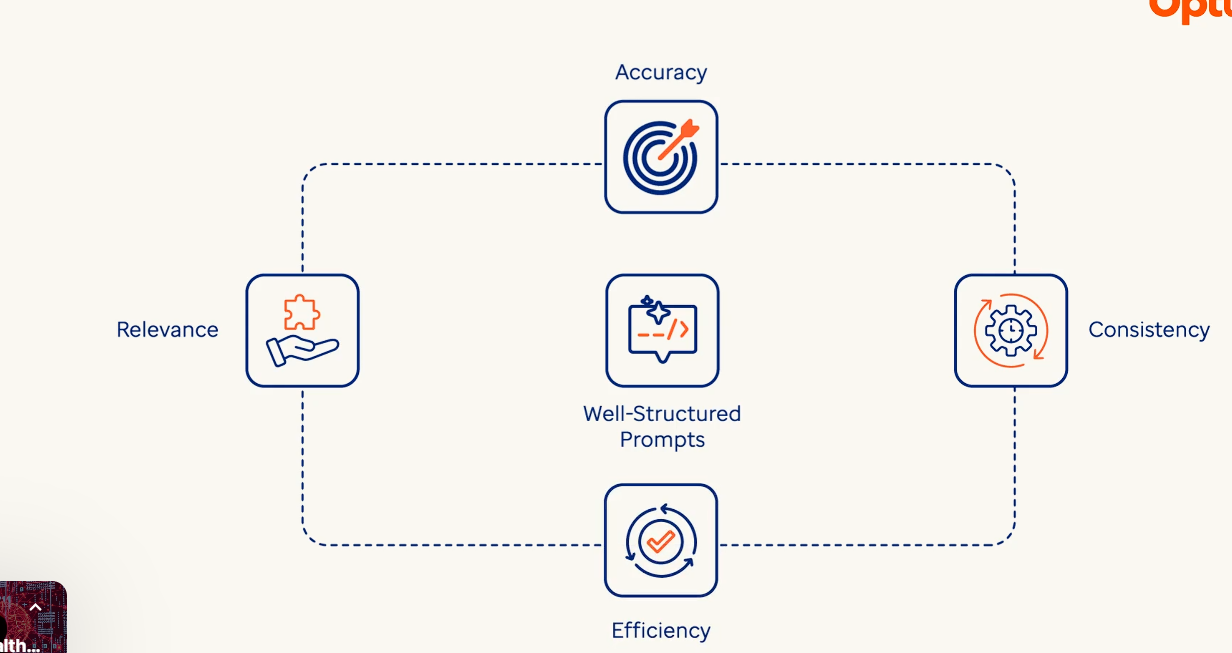 Accuracy
Relevance
Consistency
Well-Structured
Prompts
Efficiency